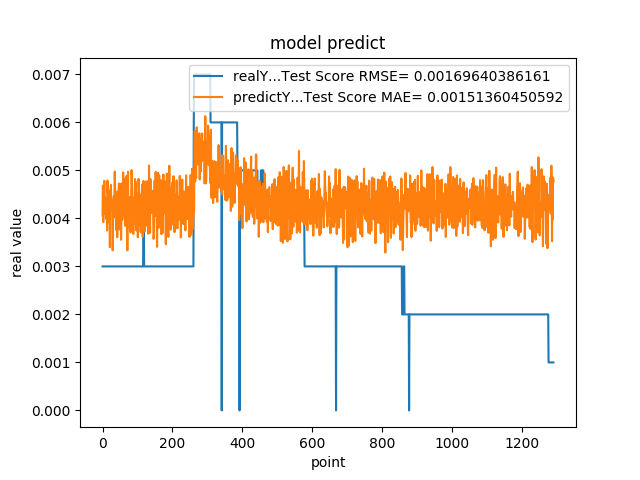 model predict
realY...Test Score RMSE= 0.00169640386161
predictY...Test Score MAE= 0.00151360450592
0.007
0.006
0.005
0.004
0.003
0.002
0.001
0.000
real value
0 200 400 600 800 1000 1200
point